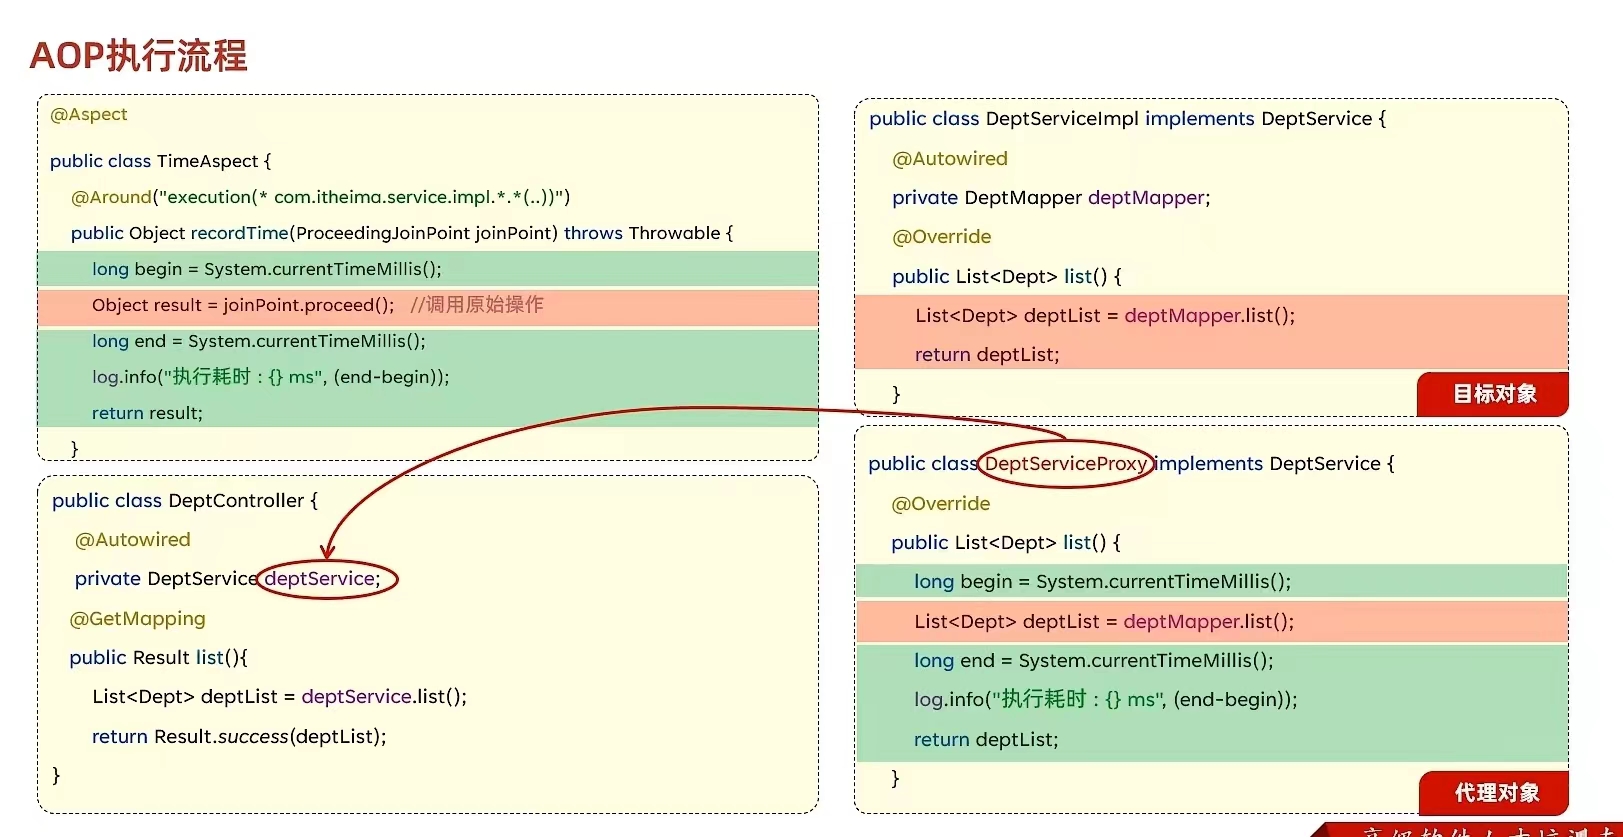 AOP执行流程
@Aspect
public class TimeAspect {
@Around("execution(* com.itheima.service.impl.*.*(..))")
public Object recordTime(ProceedingJoinPoint joinPoint) throws Throwable {
long begin = System.currentTimeMillis();
Object result = joinPoint.proceed(); //调用原始操作
long end = System.currentTimeMillis();
log.info("执行耗时 : {} ms", (end-begin));
return result;
}
public class DeptController {
@Autowired
private DeptService deptService;
@GetMapping
public Result list(){
List<Dept> deptList = deptService.list();
return Result.success(deptList);
}
public class DeptServiceImpl implements DeptService {
@Autowired
private DeptMapper deptMapper;
@Override
public List<Dept> list() {
List<Dept> deptList = deptMapper.list();
return deptList;
}
目标对象
public class DeptServiceProxy implements DeptService {
@Override
public List<Dept> list() {
long begin = System.currentTimeMillis();
List<Dept> deptList = deptMapper.list();
long end = System.currentTimeMillis();
log.info("执行耗时 : {} ms", (end-begin));
return deptList;
}
代理对象